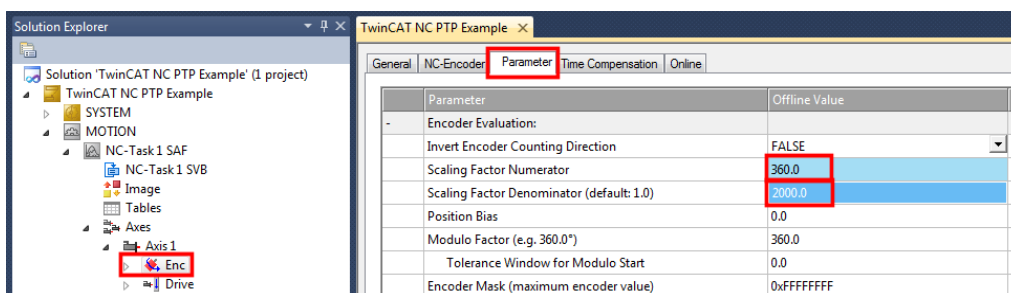 Solution Explorer
Solution 'TwinCAT NC PTP Example' (1 project)
TwinCAT NC PTP Example
SYSTEM
MOTION
NC-Task 1 SAF
NC-Task 1 SVB
Image
Tables
Axes
Axis 1
Enc
Drive
TwinCAT NC PTP Example
General NC-Encoder Parameter Time Compensation Online
Parameter Offline Value
- Encoder Evaluation:
Invert Encoder Counting Direction FALSE
Scaling Factor Numerator 360.0
Scaling Factor Denominator (default: 1.0) 2000.0
Position Bias 0.0
Modulo Factor (e.g. 360.0°) 360.0
Tolerance Window for Modulo Start 0.0
Encoder Mask (maximum encoder value) 0xFFFFFFFF